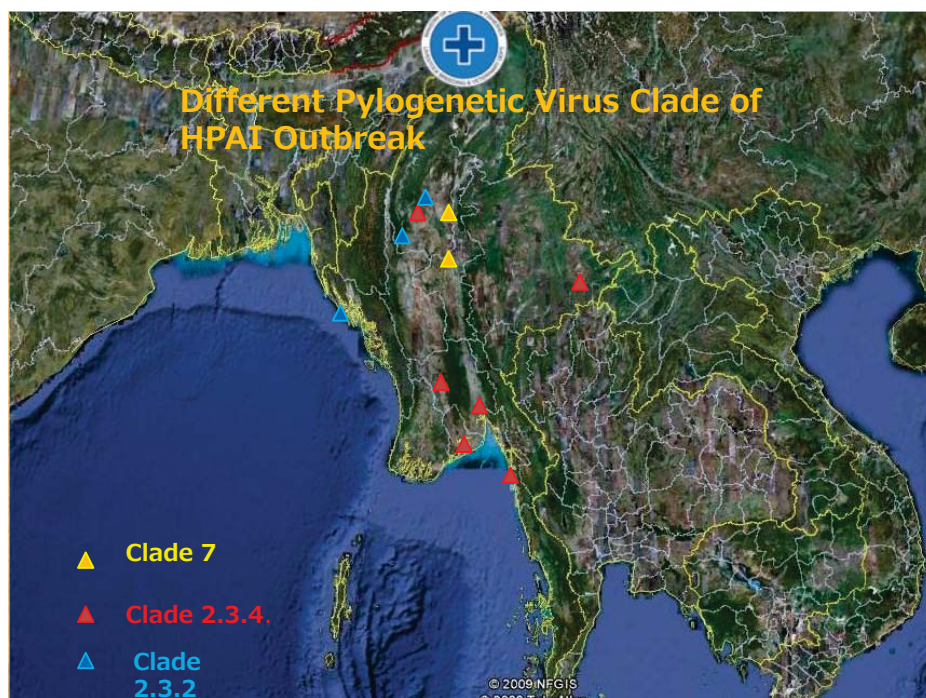 Different Pylogenetic Virus Clade of
HPAI Outbreak
Clade 7
Clade 2.3.4.
Clade
2.3.2
© 2009 NFGIS